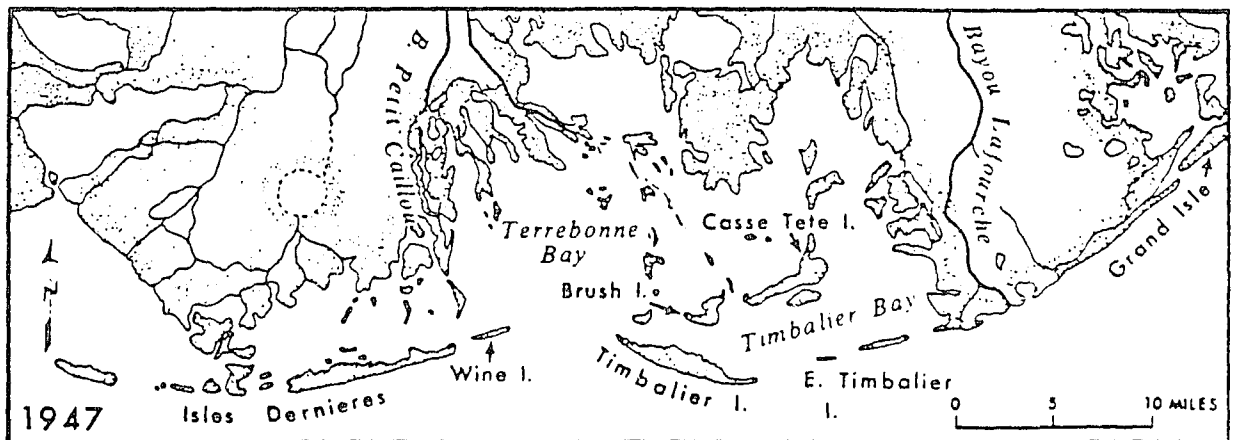 B. Petit Caillou
Bayou Lafourche
Terrebonne
Bay
Casse Tete I.
Grand Isle
Brush I.
Timbalier Bay
N
Wine I.
Timbalier I.
E. Timbalier
I.
Isles Dernieres
1947
0 5 10 MILES